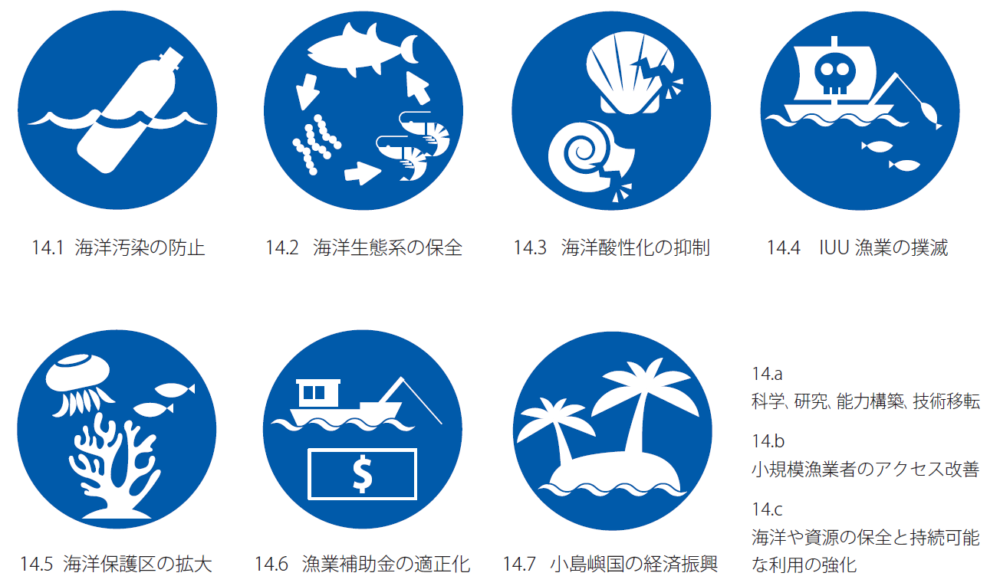 14.1 海洋汚染の防止
14.2 海洋生態系の保全
14.3 海洋酸性化の抑制
14.4 IUU 漁業の撲滅
$
14.5 海洋保護区の拡大
14.6 漁業補助金の適正化
14.7 小島嶼国の経済振興
14.a
科学、研究、能力構築、技術移転
14.b
小規模漁業者のアクセス改善
14.c
海洋や資源の保全と持続可能
な利用の強化